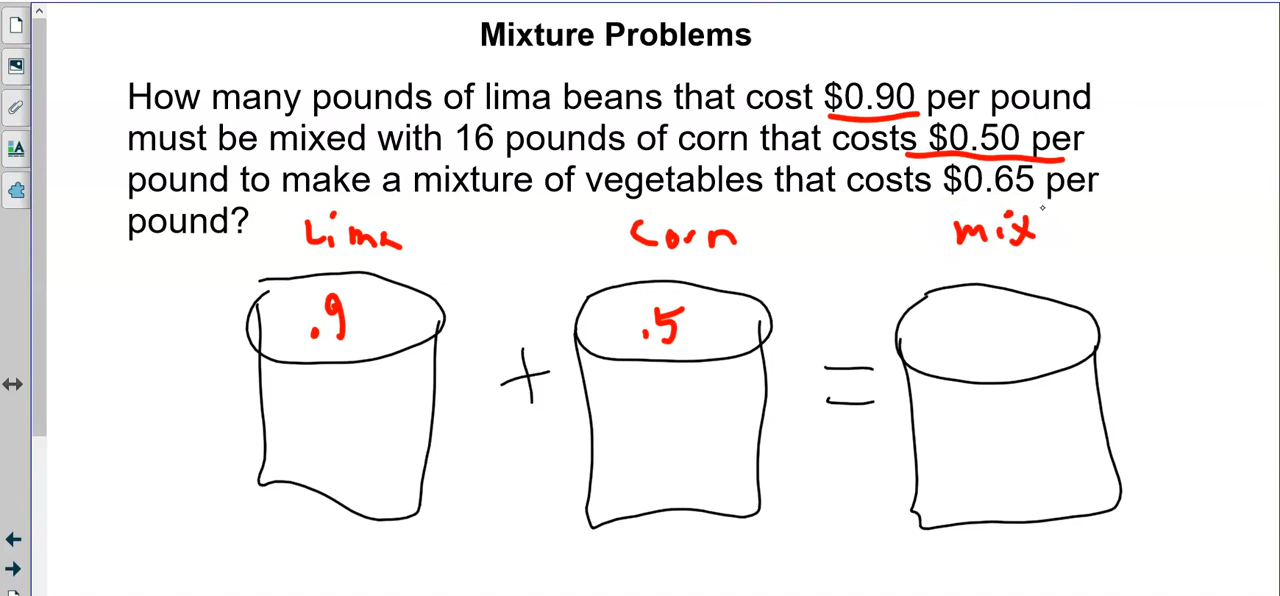 Mixture Problems
How many pounds of lima beans that cost $0.90 per pound
must be mixed with 16 pounds of corn that costs $0.50 per
pound to make a mixture of vegetables that costs $0.65 per
pound?
Lima corn mix
.9 .5
+ =